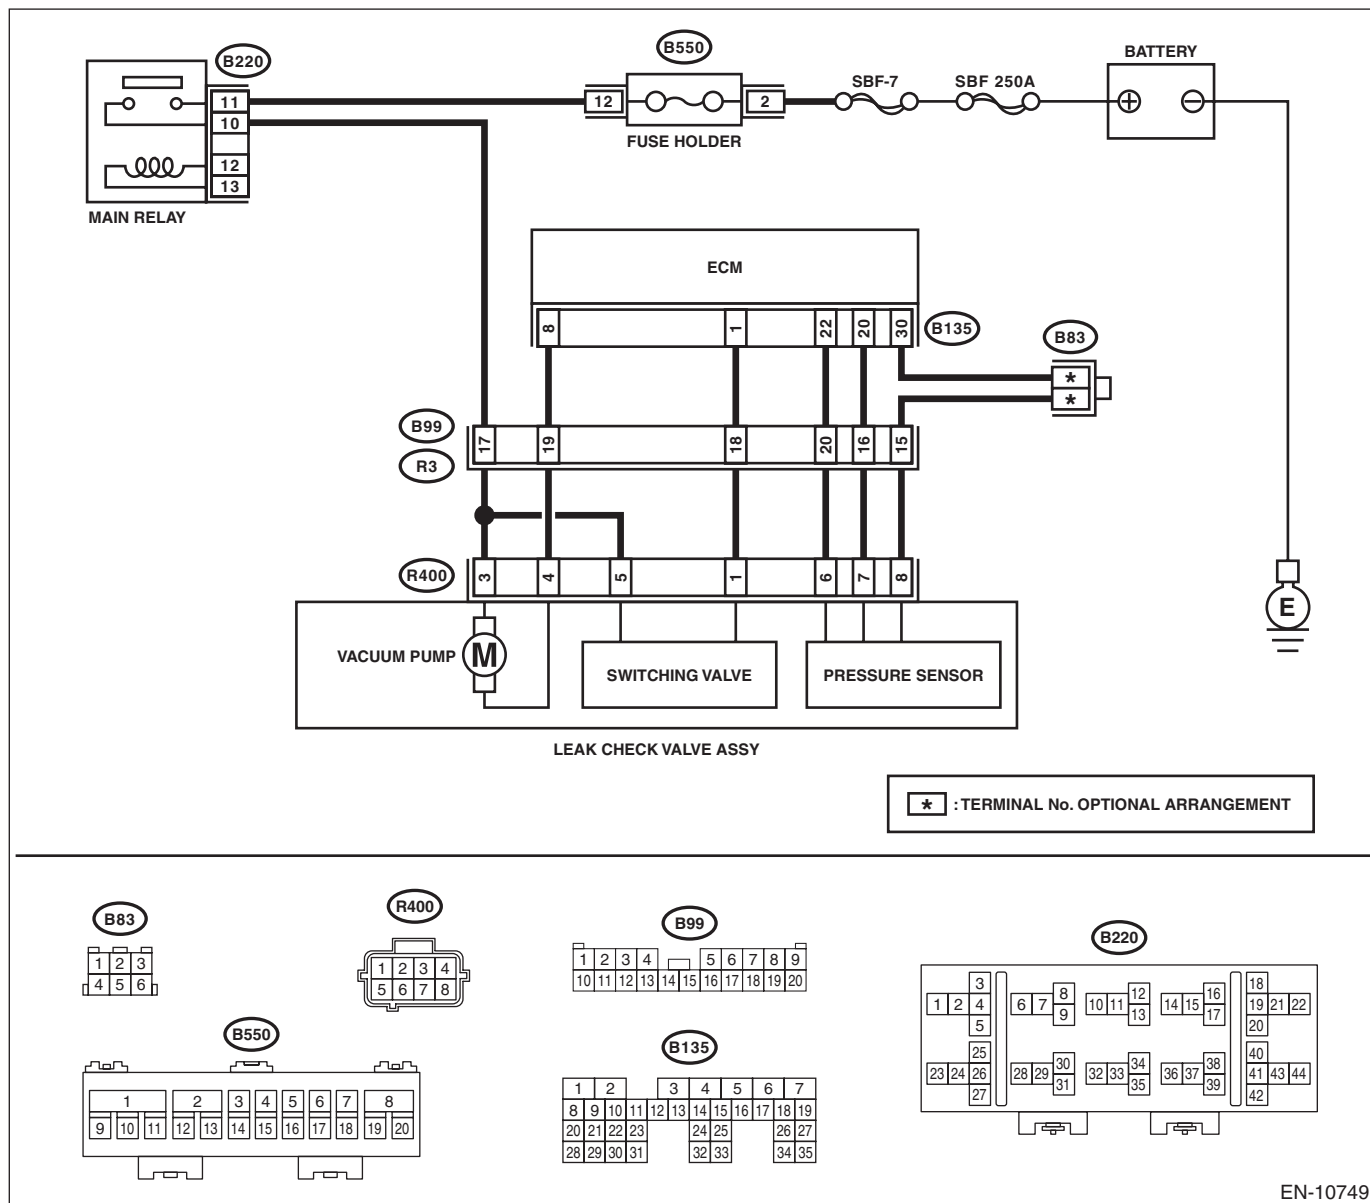 B220
B550
BATTERY
11
10
12
13
12
2
SBF-7
SBF 250A
FUSE HOLDER
MAIN RELAY
ECM
8
1
22
20
30
B135
B83
*
*
B99
R3
17
19
18
20
16
15
R400
3
4
5
1
6
7
8
E
VACUUM PUMP
M
SWITCHING VALVE
PRESSURE SENSOR
LEAK CHECK VALVE ASSY
* : TERMINAL No. OPTIONAL ARRANGEMENT
B83
1 2 3
4 5 6
R400
1 2 3 4
5 6 7 8
B99
1 2 3 4 5 6 7 8 9
10 11 12 13 14 15 16 17 18 19 20
B220
3 8 12 16 18
1 2 4 6 7 10 11 14 15 19 21 22
5 9 13 17 20
25 30 34 38 40
23 24 26 28 29 32 33 36 37 41 43 44
27 31 35 39 42
B550
1 2 3 4 5 6 7 8
9 10 11 12 13 14 15 16 17 18 19 20
B135
1 2 3 4 5 6 7
8 9 10 11 12 13 14 15 16 17 18 19
20 21 22 23 24 25 26 27
28 29 30 31 32 33 34 35
EN-10749